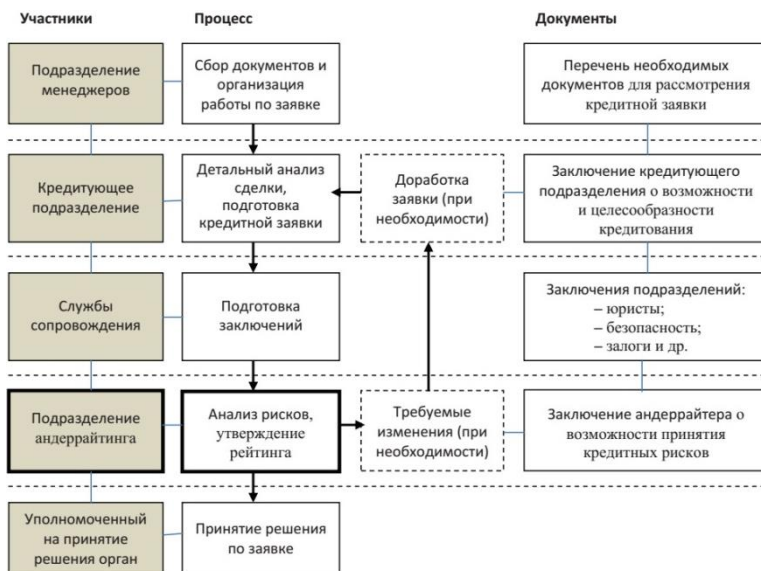 Участники
Процесс
Документы
Подразделение
менеджеров
Сбор документов и
организация
работы по заявке
Перечень необходимых
документов для рассмотрения
кредитной заявки
Кредитующее
подразделение
Детальный анализ
сделки,
подготовка
кредитной заявки
Доработка
заявки (при
необходимости)
Заключение кредитующего
подразделения о возможности
и целесообразности
кредитования
Службы
сопровождения
Подготовка
заключений
Заключения подразделений:
– юристы;
– безопасность;
– залоги и др.
Подразделение
андеррайтинга
Анализ рисков,
утверждение
рейтинга
Требуемые
изменения (при
необходимости)
Заключение андеррайтера о
возможности принятия
кредитных рисков
Уполномоченный
на принятие
решения орган
Принятие решения
по заявке